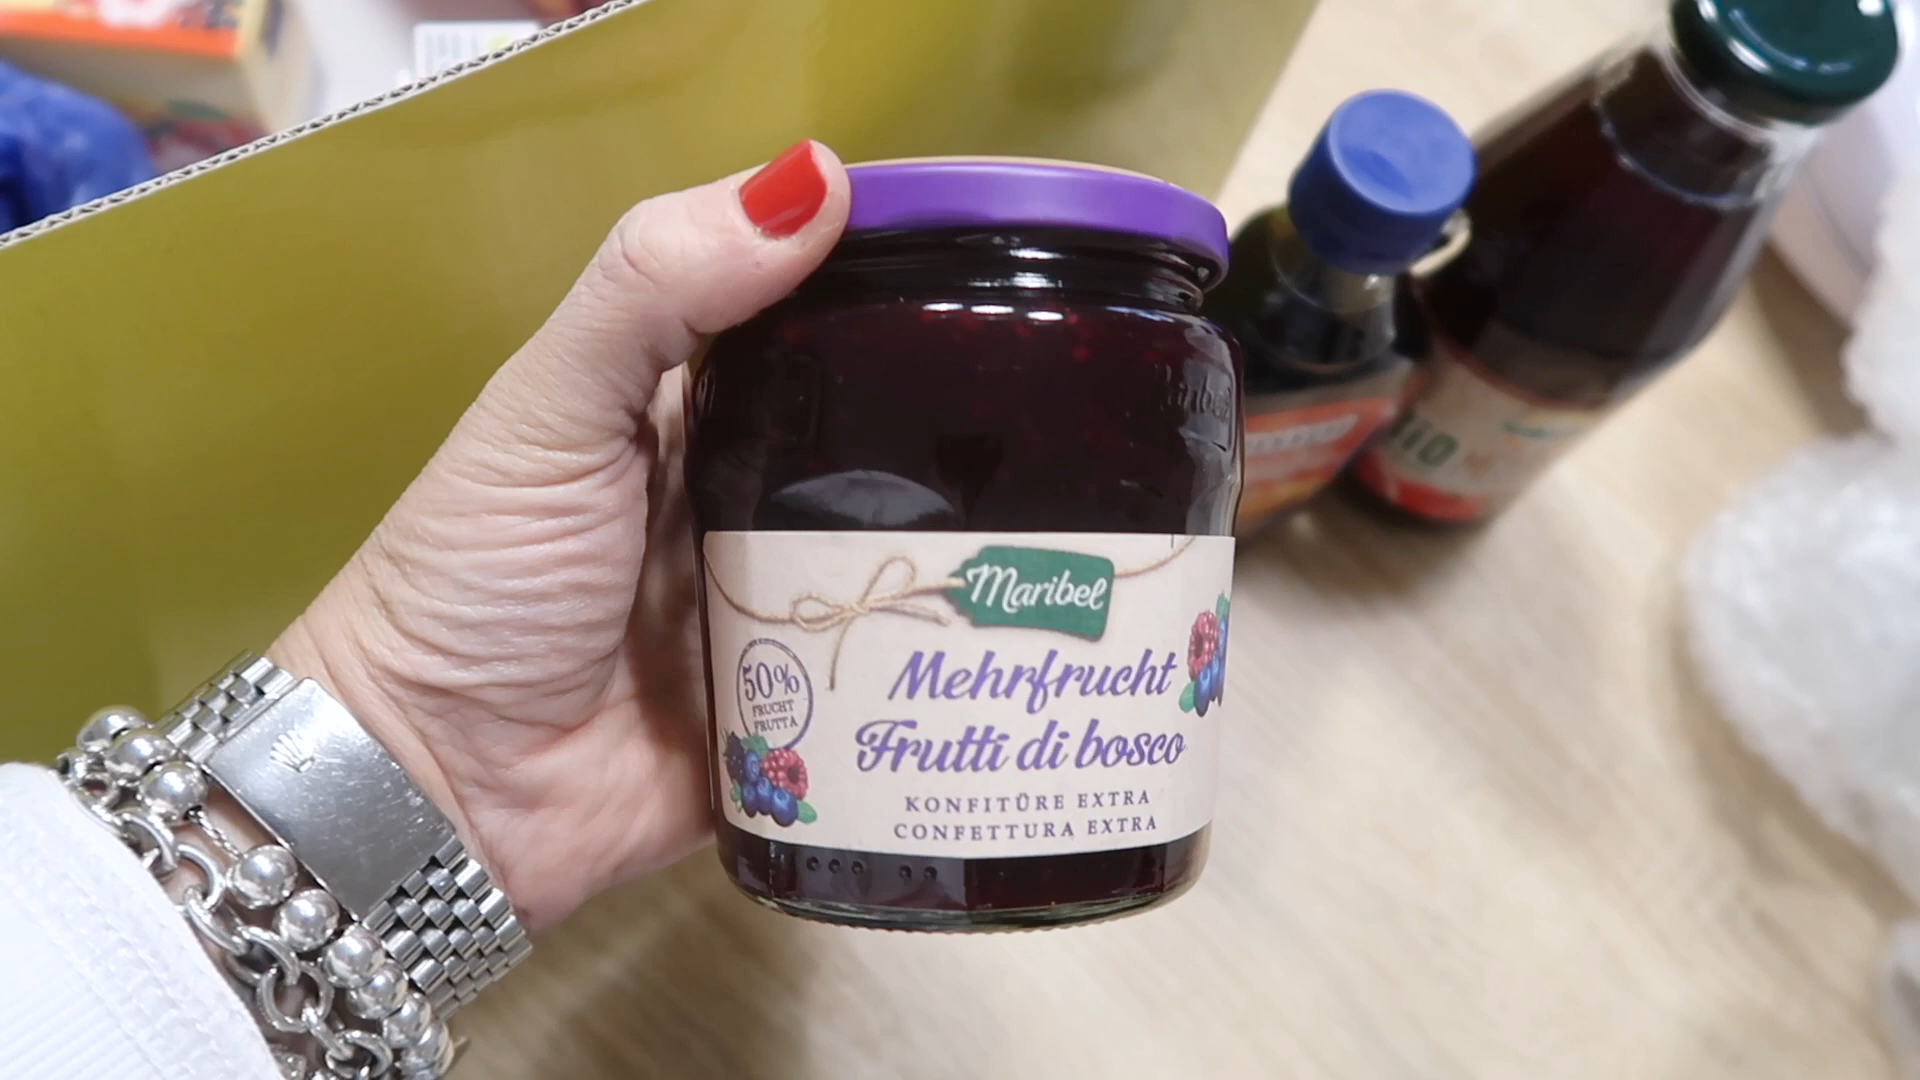 Maribel
50%
FRUCHT
FRUTTA
Mehrfrucht
Frutti di bosco
KONFITÜRE EXTRA
CONFETTURA EXTRA